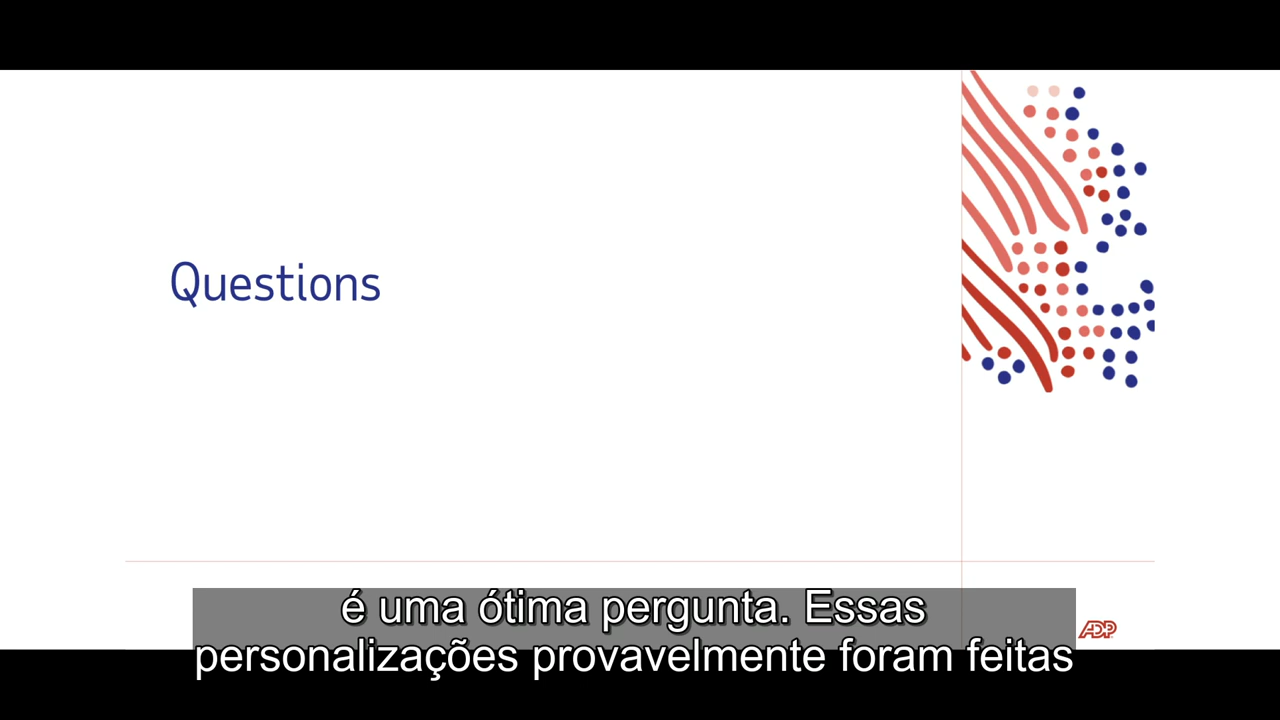 Questions
é uma ótima pergunta. Essas
personalizações provavelmente foram feitas
ADP